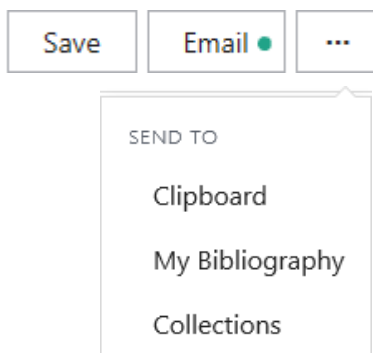 Save Email ...
SEND TO
Clipboard
My Bibliography
Collections